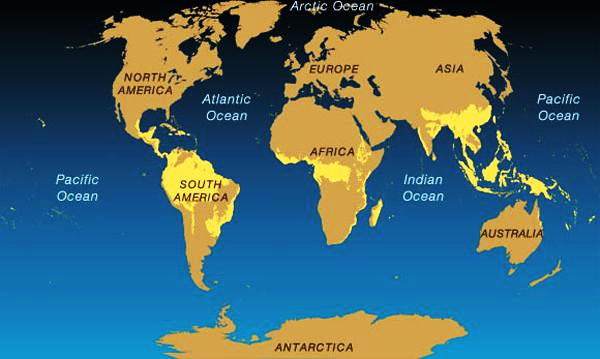 Arctic Ocean
NORTH
AMERICA
EUROPE
ASIA
Atlantic
Ocean
Pacific
Ocean
AFRICA
Pacific
Ocean
SOUTH
AMERICA
Indian
Ocean
AUSTRALIA
ANTARCTICA